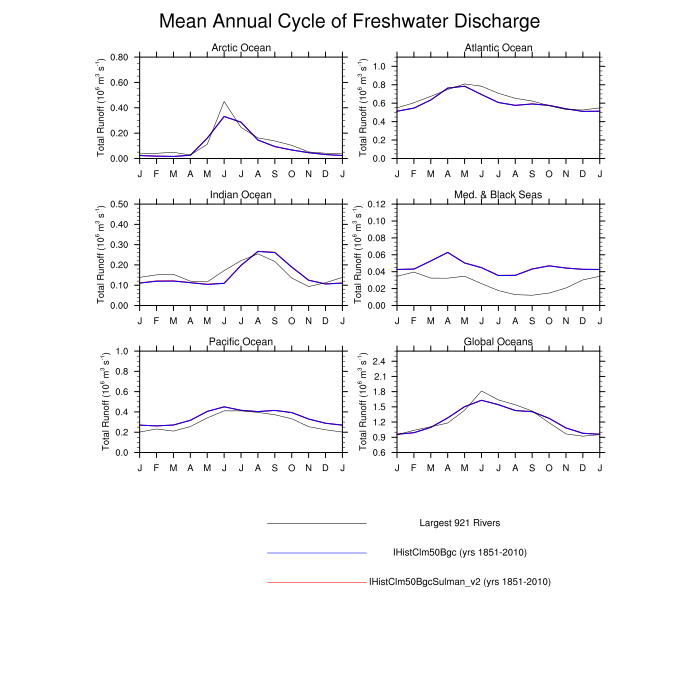 Mean Annual Cycle of Freshwater Discharge
Arctic Ocean
Total Runoff (10⁶ m³ s⁻¹)
0.80
0.60
0.40
0.20
0.00
J F M A M J J A S O N D J
Atlantic Ocean
Total Runoff (10⁶ m³ s⁻¹)
1.0
0.8
0.6
0.4
0.2
0.0
J F M A M J J A S O N D J
Indian Ocean
Total Runoff (10⁶ m³ s⁻¹)
0.50
0.40
0.30
0.20
0.10
0.00
J F M A M J J A S O N D J
Med. & Black Seas
Total Runoff (10⁶ m³ s⁻¹)
0.12
0.10
0.08
0.06
0.04
0.02
0.00
J F M A M J J A S O N D J
Pacific Ocean
Total Runoff (10⁶ m³ s⁻¹)
1.0
0.8
0.6
0.4
0.2
0.0
J F M A M J J A S O N D J
Global Oceans
Total Runoff (10⁶ m³ s⁻¹)
2.4
2.1
1.8
1.5
1.2
0.9
0.6
J F M A M J J A S O N D J
Largest 921 Rivers
IHistClm50Bgc (yrs 1851-2010)
IHistClm50BgcSulman_v2 (yrs 1851-2010)